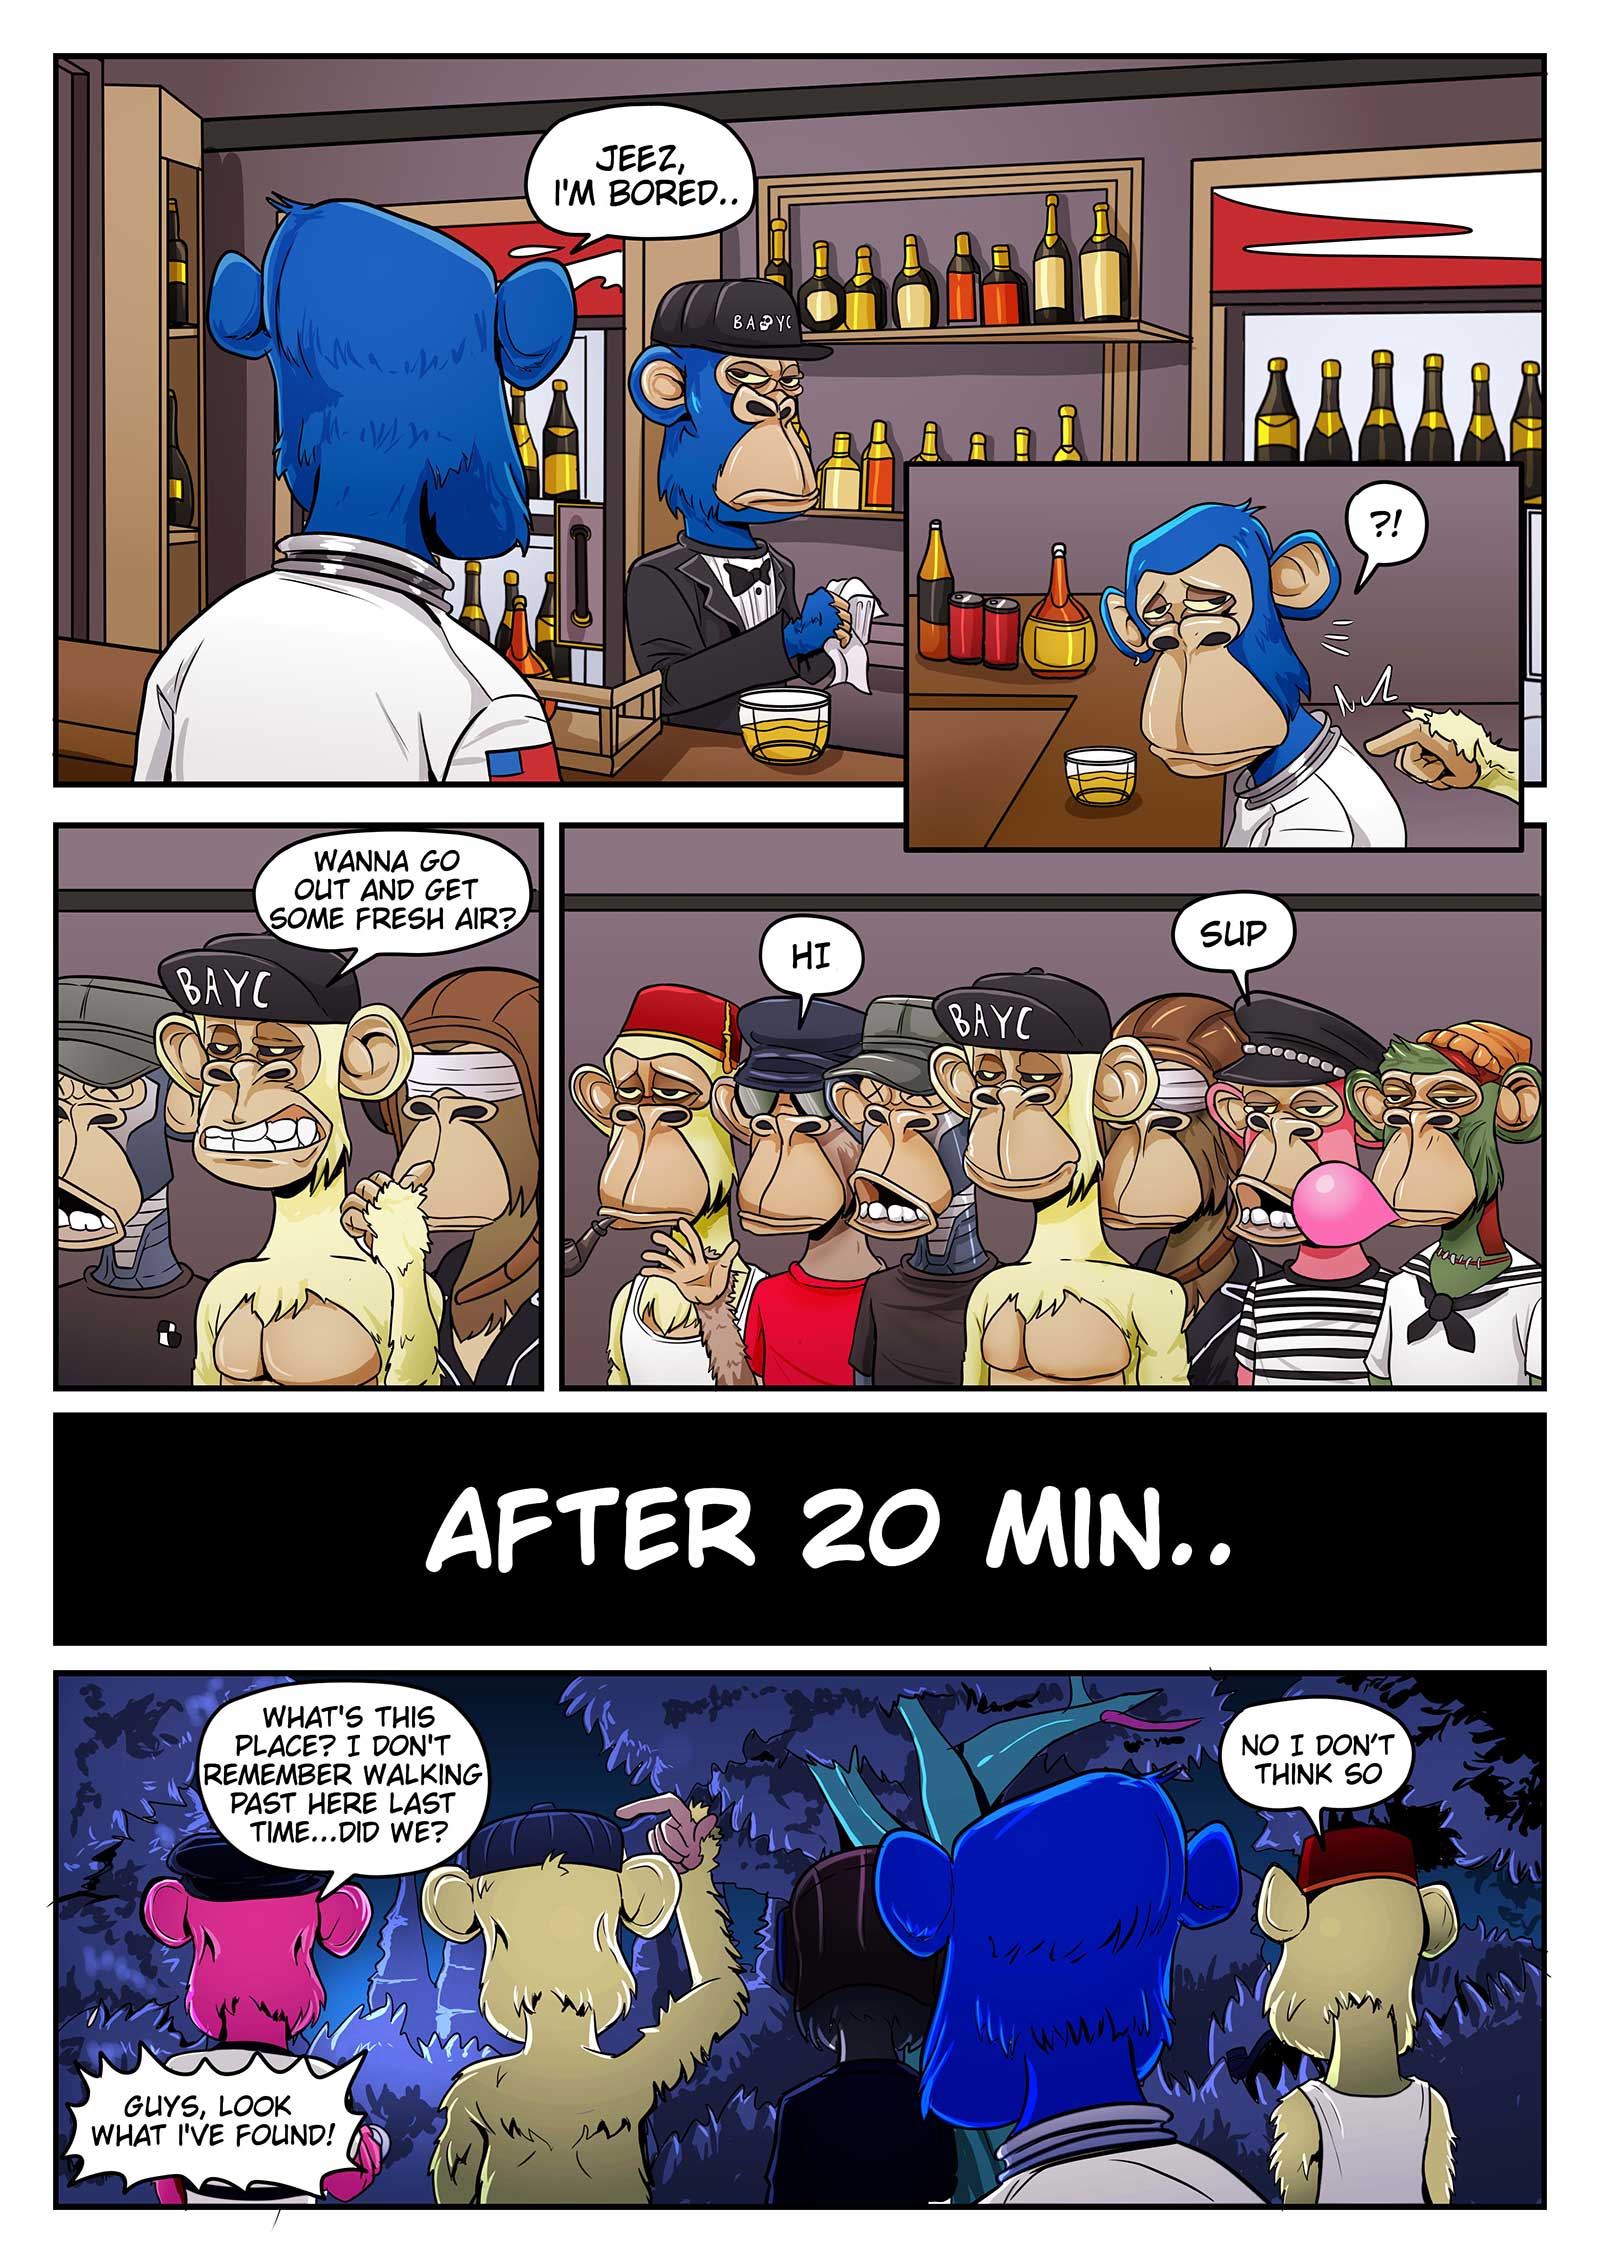 JEEZ,
I'M BORED..
BAYC
?!
WANNA GO
OUT AND GET
SOME FRESH AIR?
BAYC
HI
SUP
BAYC
AFTER 20 MIN..
WHAT'S THIS
PLACE? I DON'T
REMEMBER WALKING
PAST HERE LAST
TIME...DID WE?
NO I DON'T
THINK SO
GUYS, LOOK
WHAT I'VE FOUND!